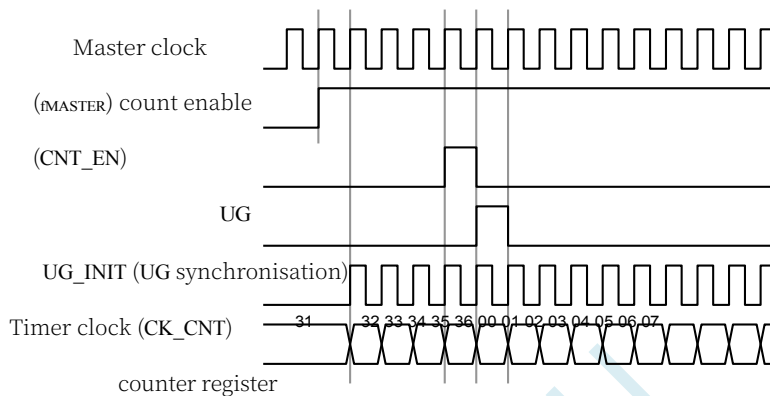 Master clock
(fMASTER) count enable
(CNT_EN)
UG
UG_INIT (UG synchronisation)
Timer clock (CK_CNT)
31 32 33 34 35 36 00 01 02 03 04 05 06 07
counter register